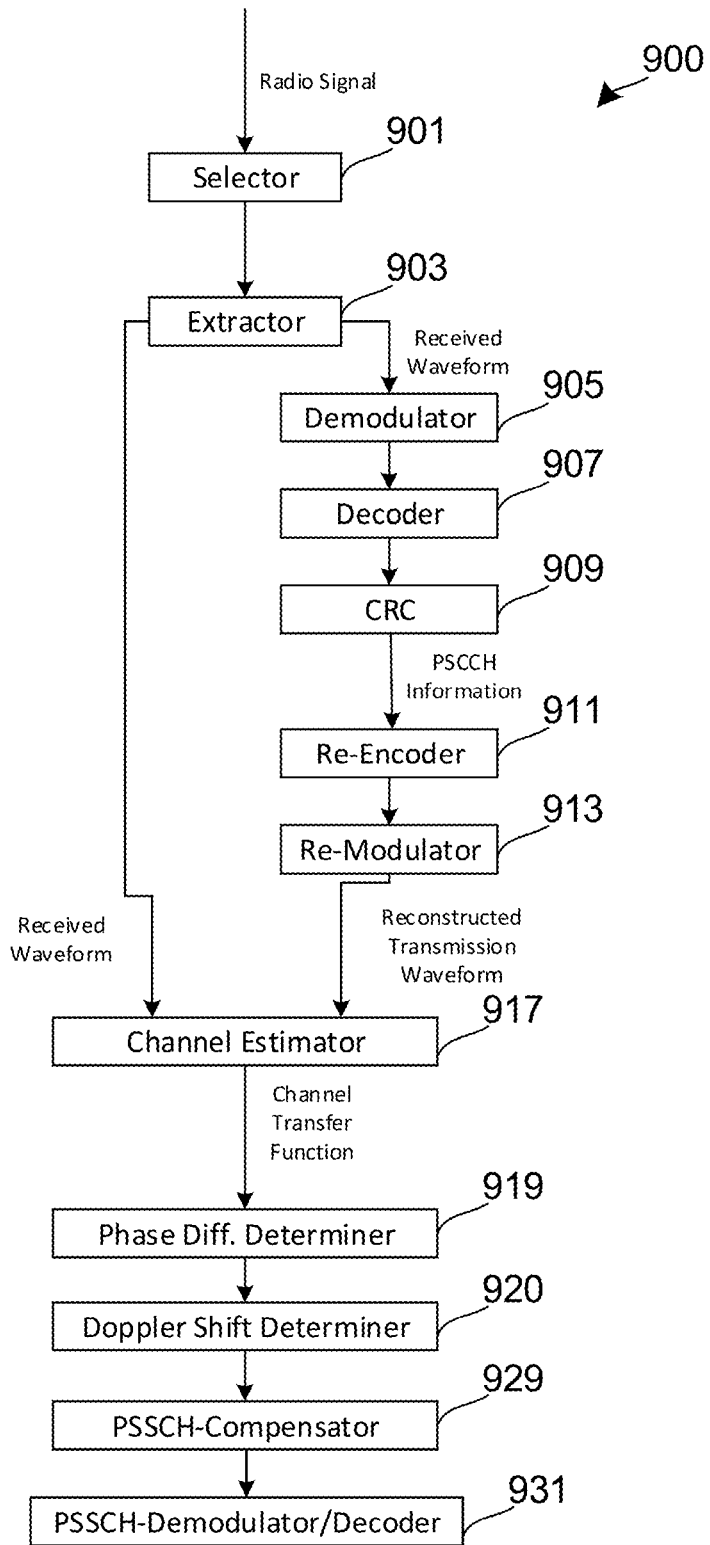 900
Radio Signal
901
Selector
903
Extractor
Received
Waveform
905
Demodulator
907
Decoder
909
CRC
PSCCH
Information
911
Re-Encoder
913
Re-Modulator
Received
Waveform
Reconstructed
Transmission
Waveform
917
Channel Estimator
Channel
Transfer
Function
919
Phase Diff. Determiner
920
Doppler Shift Determiner
929
PSSCH-Compensator
931
PSSCH-Demodulator/Decoder